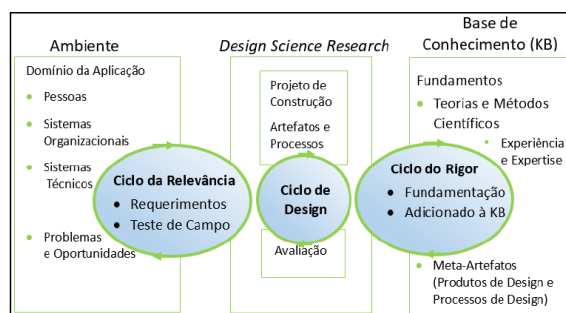 Ambiente
Domínio da Aplicação
Pessoas
Sistemas
Organizacionais
Sistemas
Técnicos
Problemas
e Oportunidades
Ciclo da Relevância
Requerimentos
Teste de Campo
Design Science Research
Projeto de
Construção
Artefatos e
Processos
Ciclo de
Design
Avaliação
Base de
Conhecimento (KB)
Fundamentos
Teorias e Métodos
Científicos
Experiência
e Expertise
Ciclo do Rigor
Fundamentação
Adicionado à KB
Meta-Artefatos
(Produtos de Design e
Processos de Design)